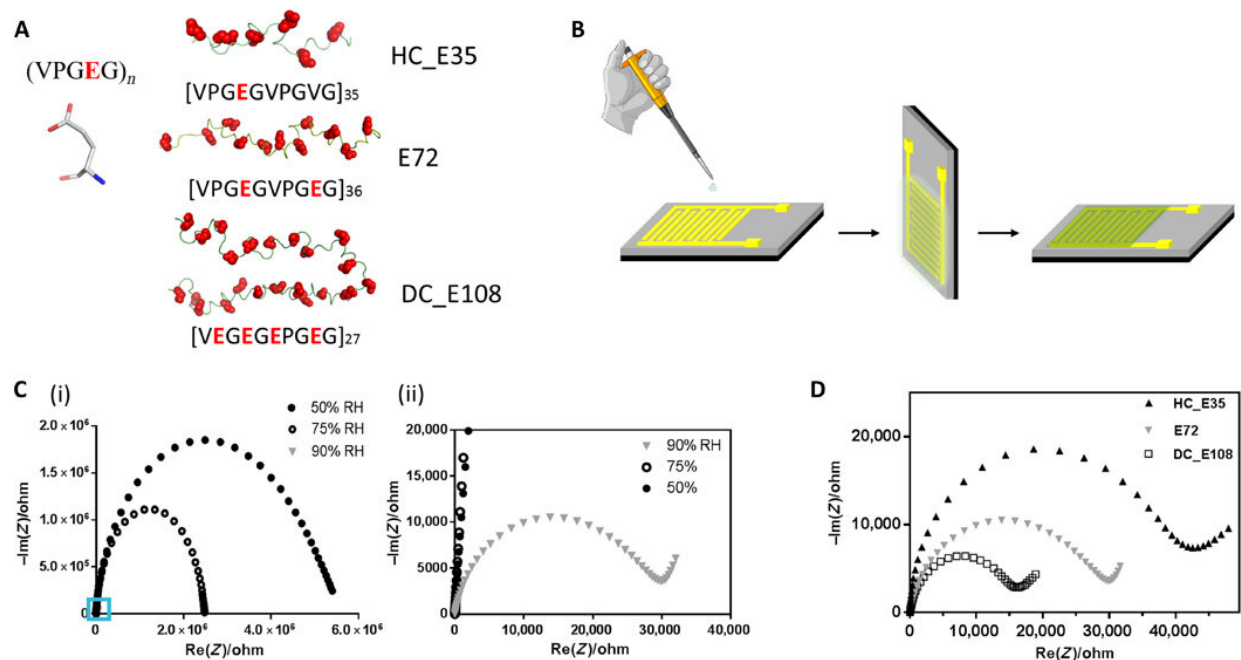 A
(VPGEG)n
HC_E35
[VPGEGVPGVG]35
E72
[VPGEGVPGEG]36
DC_E108
[VEGEGEPGEG]27
B
C
(i)
2.0×10⁶
1.5×10⁶
1.0×10⁶
5.0×10⁵
0
–Im(Z)/ohm
50% RH
75% RH
90% RH
0
2.0×10⁶
4.0×10⁶
6.0×10⁶
Re(Z)/ohm
(ii)
20,000
15,000
10,000
5000
0
–Im(Z)/ohm
90% RH
75%
50%
0
10,000
20,000
30,000
40,000
Re(Z)/ohm
D
20,000
10,000
0
–Im(Z)/ohm
HC_E35
E72
DC_E108
0
10,000
20,000
30,000
40,000
Re(Z)/ohm